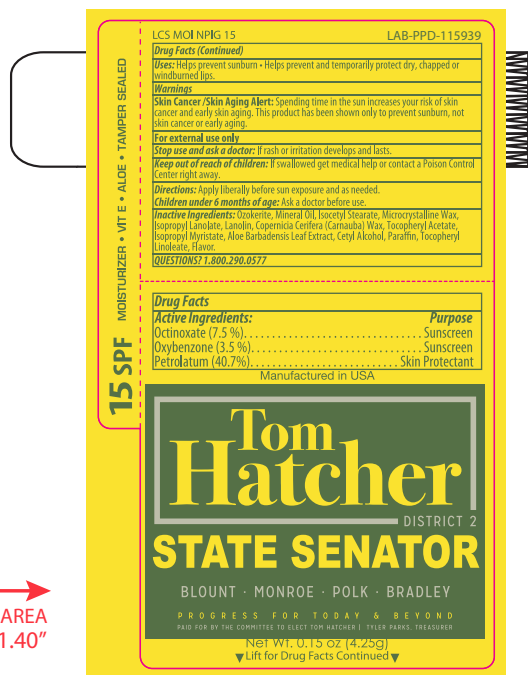 LCS MOI NPIG 15 LAB-PPD-115939
Drug Facts (Continued)
Uses: Helps prevent sunburn • Helps prevent and temporarily protect dry, chapped or
windburned lips.
Warnings
Skin Cancer /Skin Aging Alert: Spending time in the sun increases your risk of skin
cancer and early skin aging. This product has been shown only to prevent sunburn, not
skin cancer or early aging.
For external use only
Stop use and ask a doctor: If rash or irritation develops and lasts.
Keep out of reach of children: If swallowed get medical help or contact a Poison Control
Center right away.
Directions: Apply liberally before sun exposure and as needed.
Children under 6 months of age: Ask a doctor before use.
Inactive Ingredients: Ozokerite, Mineral Oil, Isocetyl Stearate, Microcrystalline Wax,
Isopropyl Lanolate, Lanolin, Copernicia Cerifera (Carnauba) Wax, Tocopheryl Acetate,
Isopropyl Myristate, Aloe Barbadensis Leaf Extract, Cetyl Alcohol, Paraffin, Tocopheryl
Linoleate, Flavor.
QUESTIONS? 1.800.290.0577
15 SPF MOISTURIZER • VIT E • ALOE • TAMPER SEALED
Drug Facts
Active Ingredients: Purpose
Octinoxate (7.5 %)..............................Sunscreen
Oxybenzone (3.5 %)..............................Sunscreen
Petrolatum (40.7%)..........................Skin Protectant
Manufactured in USA
Tom
Hatcher
DISTRICT 2
STATE SENATOR
BLOUNT · MONROE · POLK · BRADLEY
PROGRESS FOR TODAY & BEYOND
PAID FOR BY THE COMMITTEE TO ELECT TOM HATCHER | TYLER PARKS, TREASURER
Net Wt. 0.15 oz (4.25g)
▼Lift for Drug Facts Continued▼
AREA
1.40"